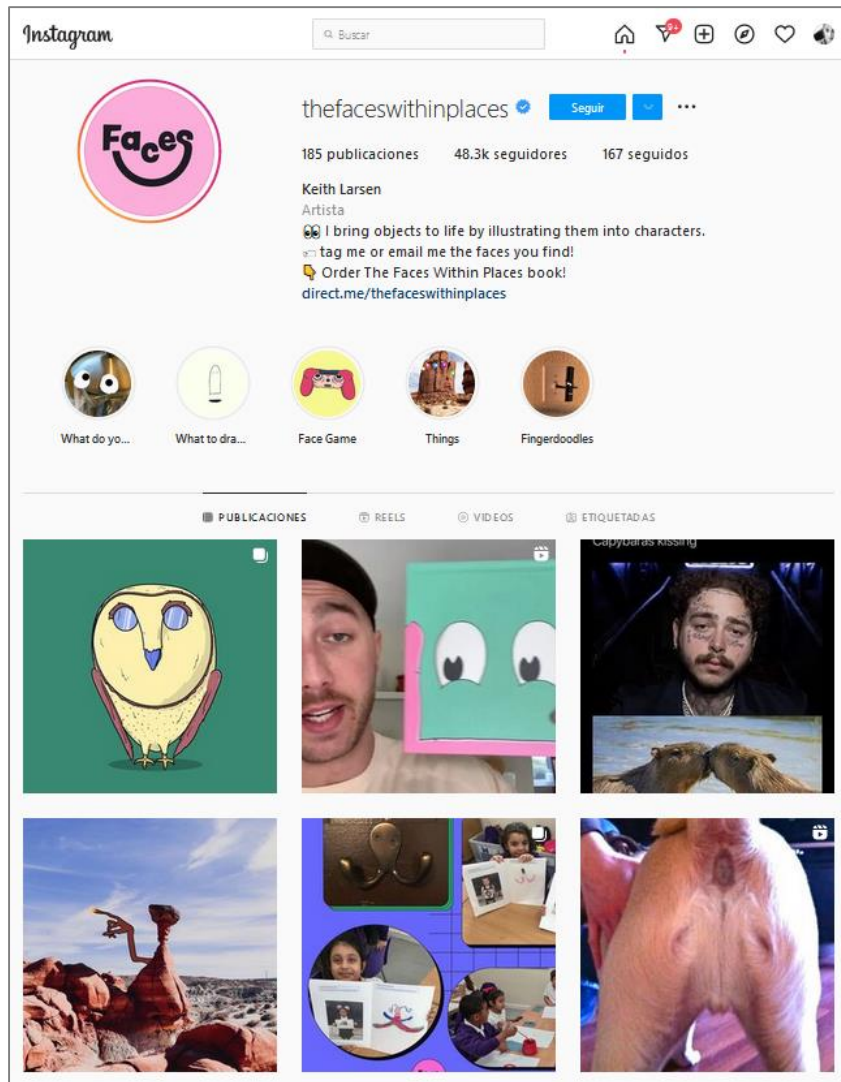 Instagram
Buscar
9+
Faces
thefaceswithinplaces
Seguir
185 publicaciones 48.3k seguidores 167 seguidos
Keith Larsen
Artista
👀 I bring objects to life by illustrating them into characters.
tag me or email me the faces you find!
👇 Order The Faces Within Places book!
direct.me/thefaceswithinplaces
What do yo...
What to dra...
Face Game
Things
Fingerdoodles
PUBLICACIONES
REELS
VIDEOS
ETIQUETADAS
Capybaras kissing